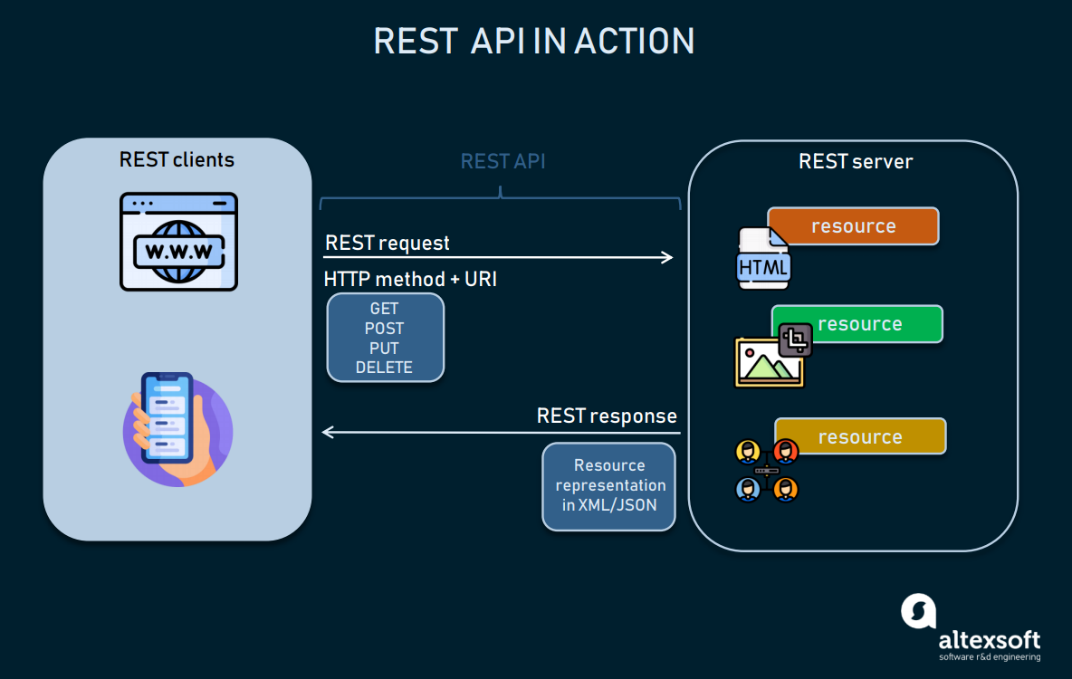 REST API IN ACTION
REST clients
W.W.W
REST API
REST request
HTTP method + URI
GET
POST
PUT
DELETE
REST response
Resource
representation
in XML/JSON
REST server
resource
HTML
resource
resource
altexsoft
software r&d engineering